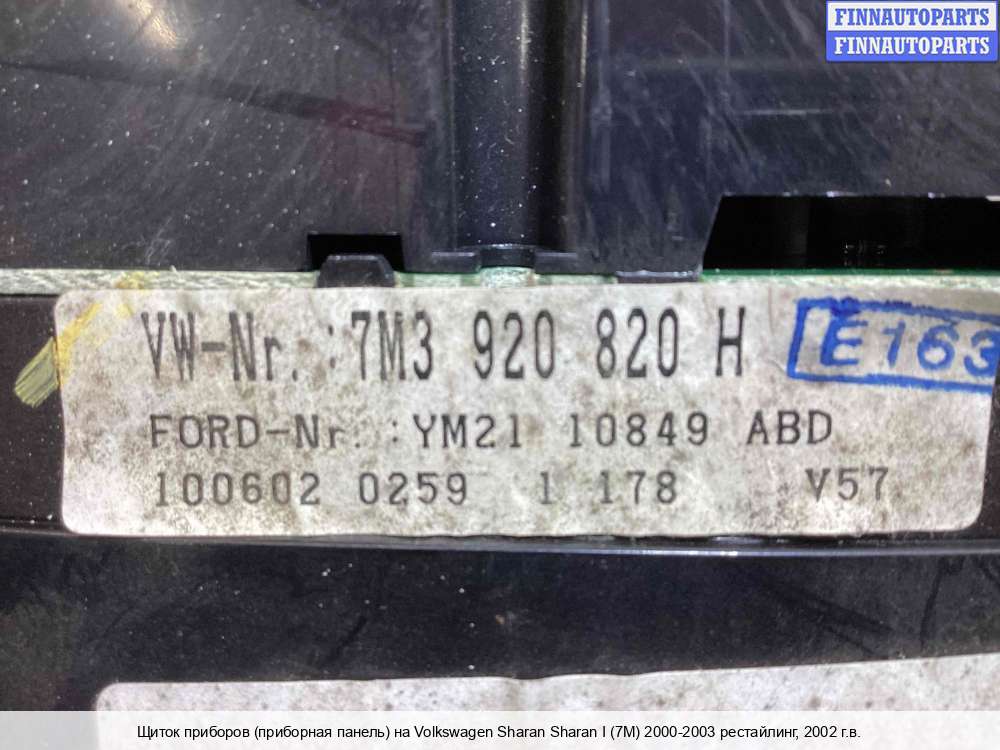 FINNAUTOPARTS
FINNAUTOPARTS
VW-Nr.:7M3 920 820 H
E163
FORD-Nr.:YM21 10849 ABD
100602 0259 1 178 V57
Щиток приборов (приборная панель) на Volkswagen Sharan Sharan I (7M) 2000-2003 рестайлинг, 2002 г.в.